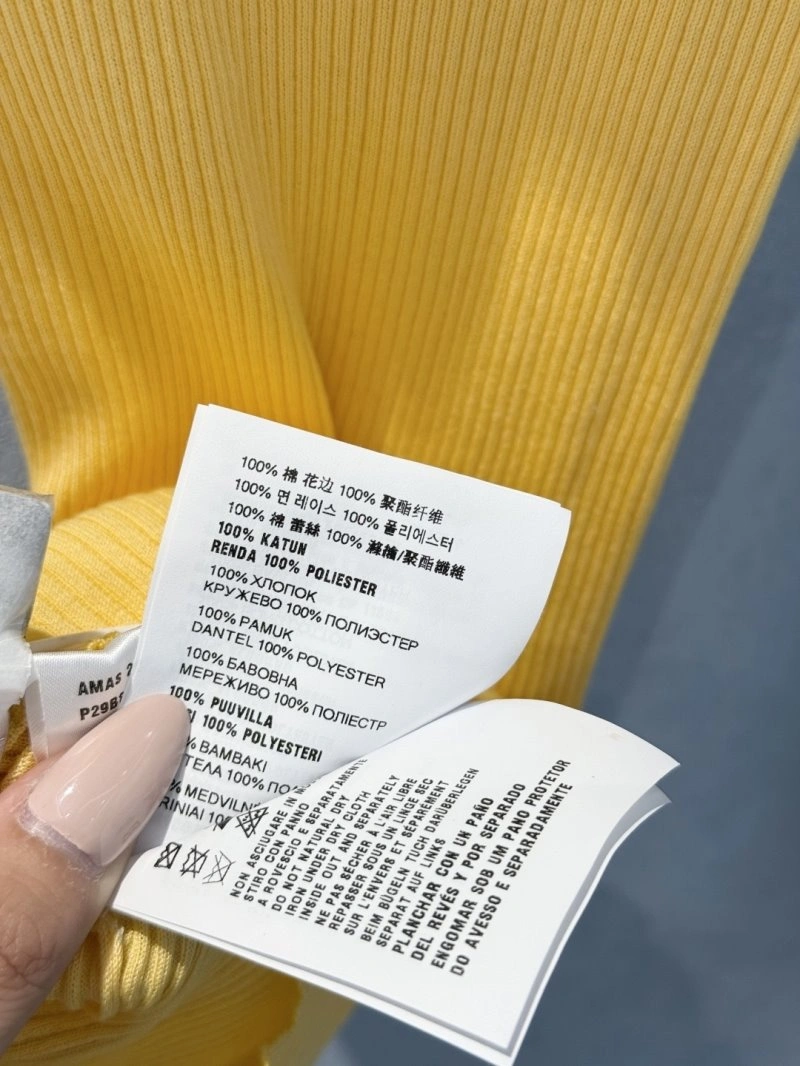 100% 棉 花边 100% 聚酯纤维
100% 면 레이스 100% 폴리에스터
100% 棉 蕾絲 100% 滌綸/聚酯纖維
100% KATUN
RENDA 100% POLIESTER
100% ХЛОПОК
КРУЖЕВО 100% ПОЛИЭСТЕР
100% PAMUK
DANTEL 100% POLYESTER
100% БАВОВНА
МЕРЕЖИВО 100% ПОЛІЕСТР
100% PUUVILLA
100% POLYESTERI
% BAMBAKI
100%
% MEDVILN
AMAS
P29B
NON ASCIUGARE IN
STIRO CON PANNO
A ROVESCIO E SEPARATAMENTE
DO NOT NATURAL DRY
IRON UNDER DRY CLOTH
INSIDE OUT AND SEPARATELY
NE PAS SÉCHER À L'AIR LIBRE
REPASSER SOUS UN LINGE SEC
SUR L'ENVERS ET SÉPARÉMENT
BEIM BÜGELN TUCH DARÜBERLEGEN
SEPARAT AUF LINKS
PLANCHAR CON UN PAÑO
DEL REVÉS Y POR SEPARADO
ENGOMAR SOB UM PANO PROTETOR
DO AVESSO E SEPARADAMENTE